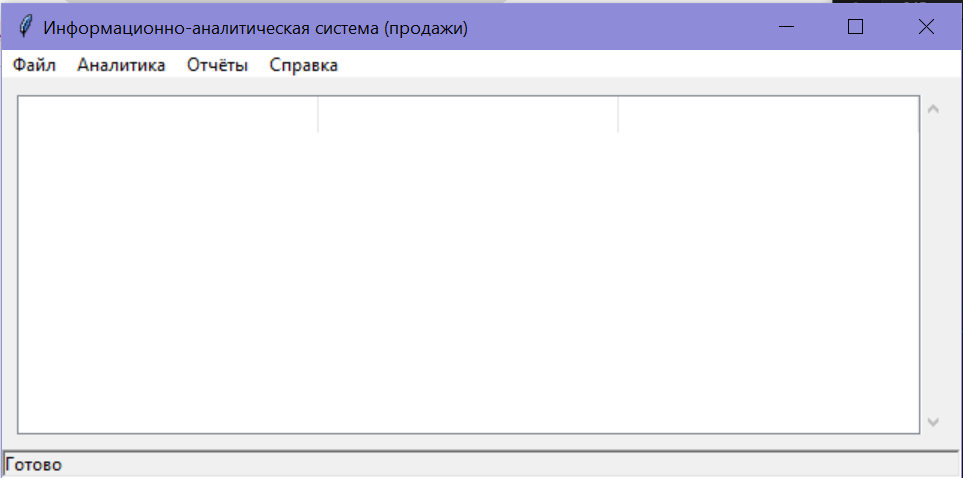 Информационно-аналитическая система (продажи)
Файл Аналитика Отчёты Справка
Готово